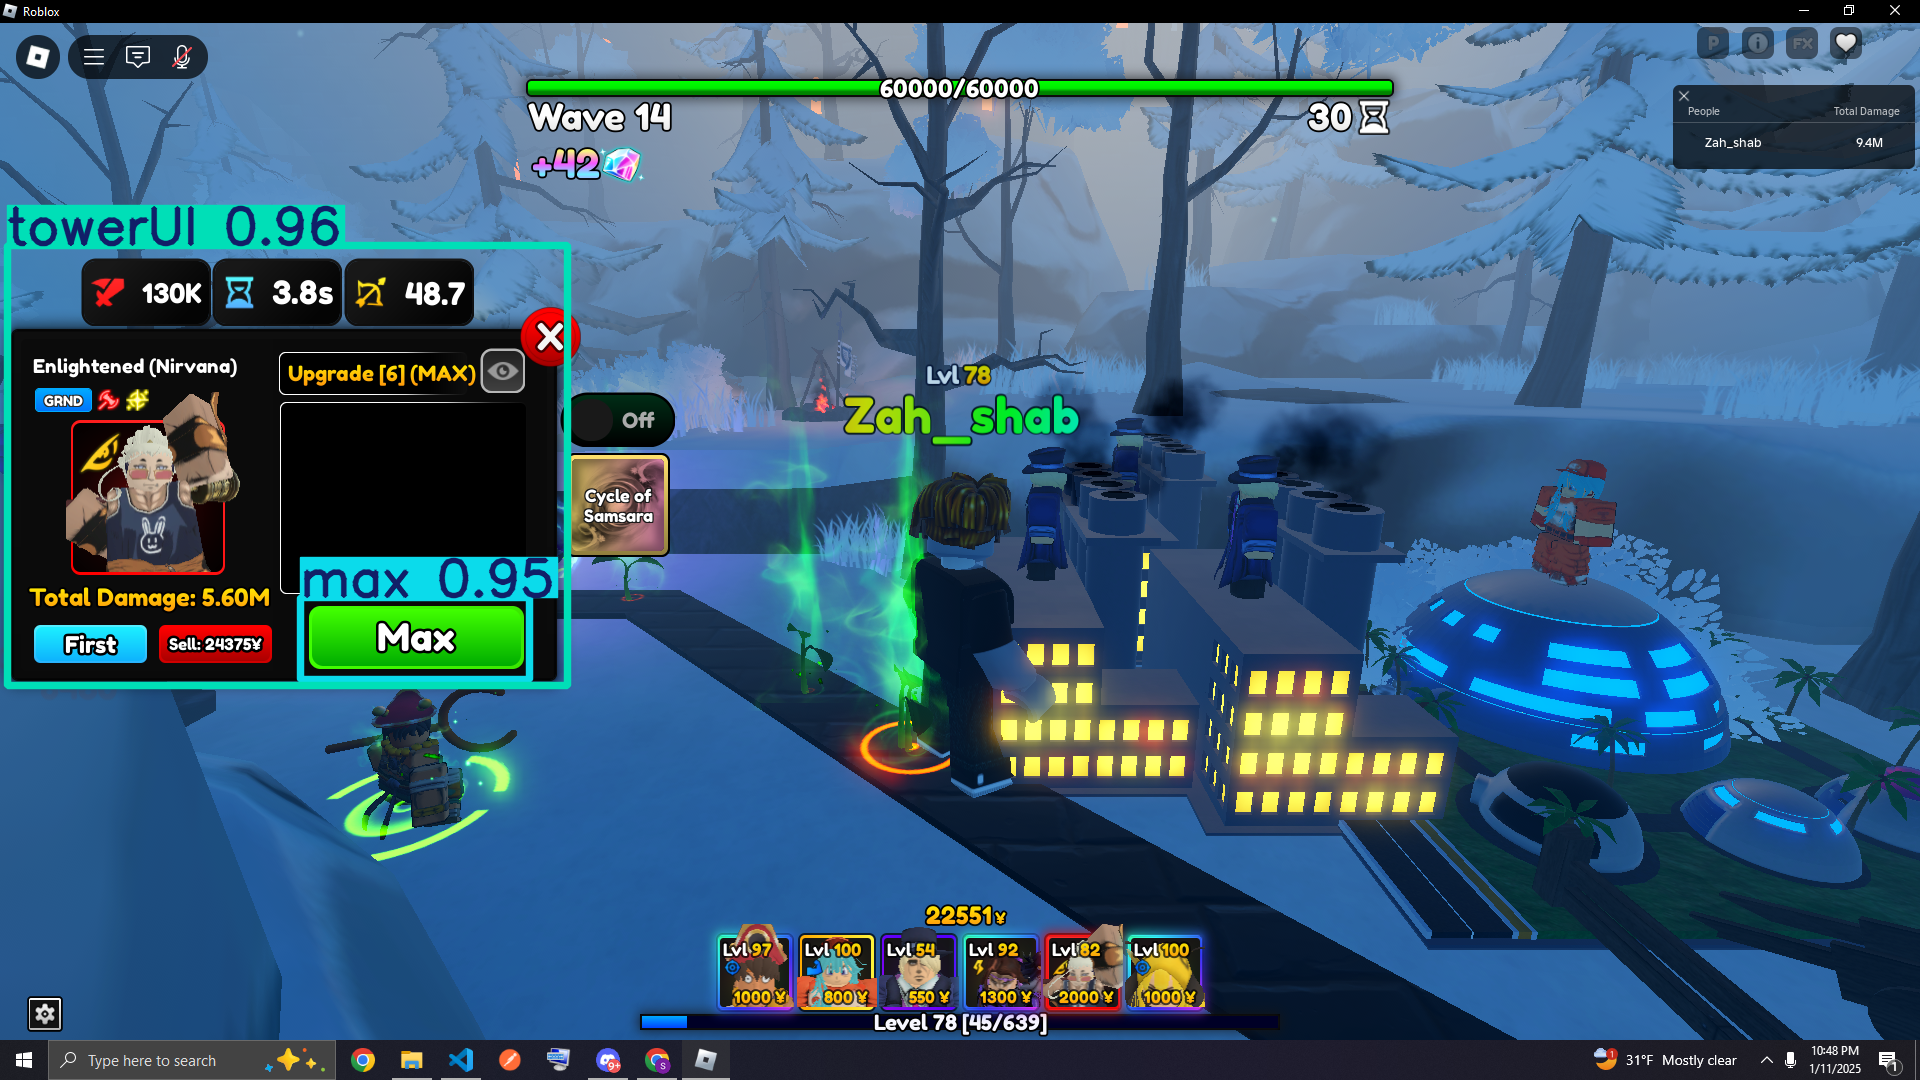 Roblox
P
FX
60000/60000
Wave 14
30
+42
People Total Damage
Zah_shab 9.4M
towerUI 0.96
130K
3.8s
48.7
X
Enlightened (Nirvana)
Upgrade [6] (MAX)
GRND
Off
Cycle of
Samsara
Lvl 78
Zah_shab
max 0.95
Total Damage: 5.60M
First
Sell: 24375¥
Max
22551¥
Lvl 97
1000 ¥
Lvl 100
800 ¥
Lvl 54
550 ¥
Lvl 92
1300 ¥
Lvl 82
2000 ¥
Lvl 100
1000 ¥
Level 78 [45/639]
Type here to search
9+
S
1
31°F Mostly clear
10:48 PM
1/11/2025
1